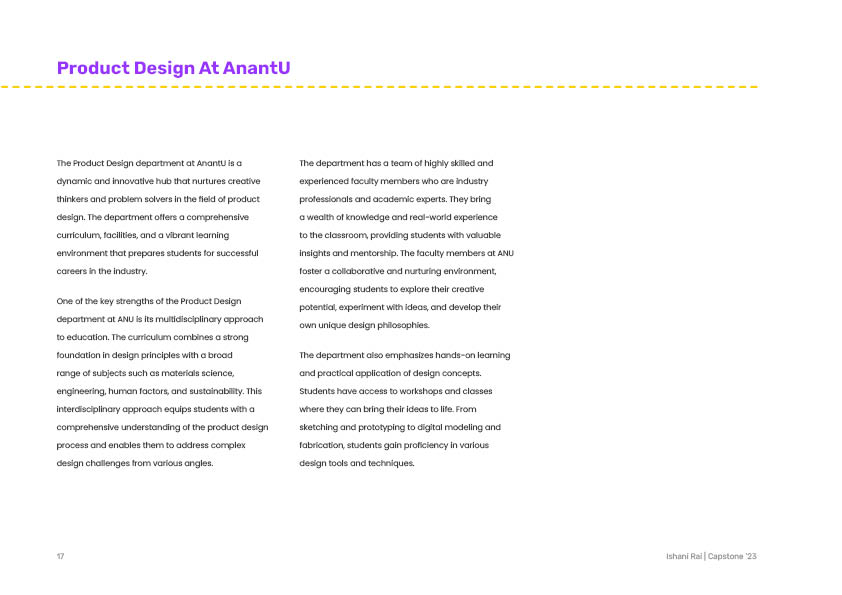 Product Design At AnantU
The Product Design department at AnantU is a
dynamic and innovative hub that nurtures creative
thinkers and problem solvers in the field of product
design. The department offers a comprehensive
curriculum, facilities, and a vibrant learning
environment that prepares students for successful
careers in the industry.
One of the key strengths of the Product Design
department at ANU is its multidisciplinary approach
to education. The curriculum combines a strong
foundation in design principles with a broad
range of subjects such as materials science,
engineering, human factors, and sustainability. This
interdisciplinary approach equips students with a
comprehensive understanding of the product design
process and enables them to address complex
design challenges from various angles.
The department has a team of highly skilled and
experienced faculty members who are industry
professionals and academic experts. They bring
a wealth of knowledge and real-world experience
to the classroom, providing students with valuable
insights and mentorship. The faculty members at ANU
foster a collaborative and nurturing environment,
encouraging students to explore their creative
potential, experiment with ideas, and develop their
own unique design philosophies.
The department also emphasizes hands-on learning
and practical application of design concepts.
Students have access to workshops and classes
where they can bring their ideas to life. From
sketching and prototyping to digital modeling and
fabrication, students gain proficiency in various
design tools and techniques.
17
Ishani Rai | Capstone '23